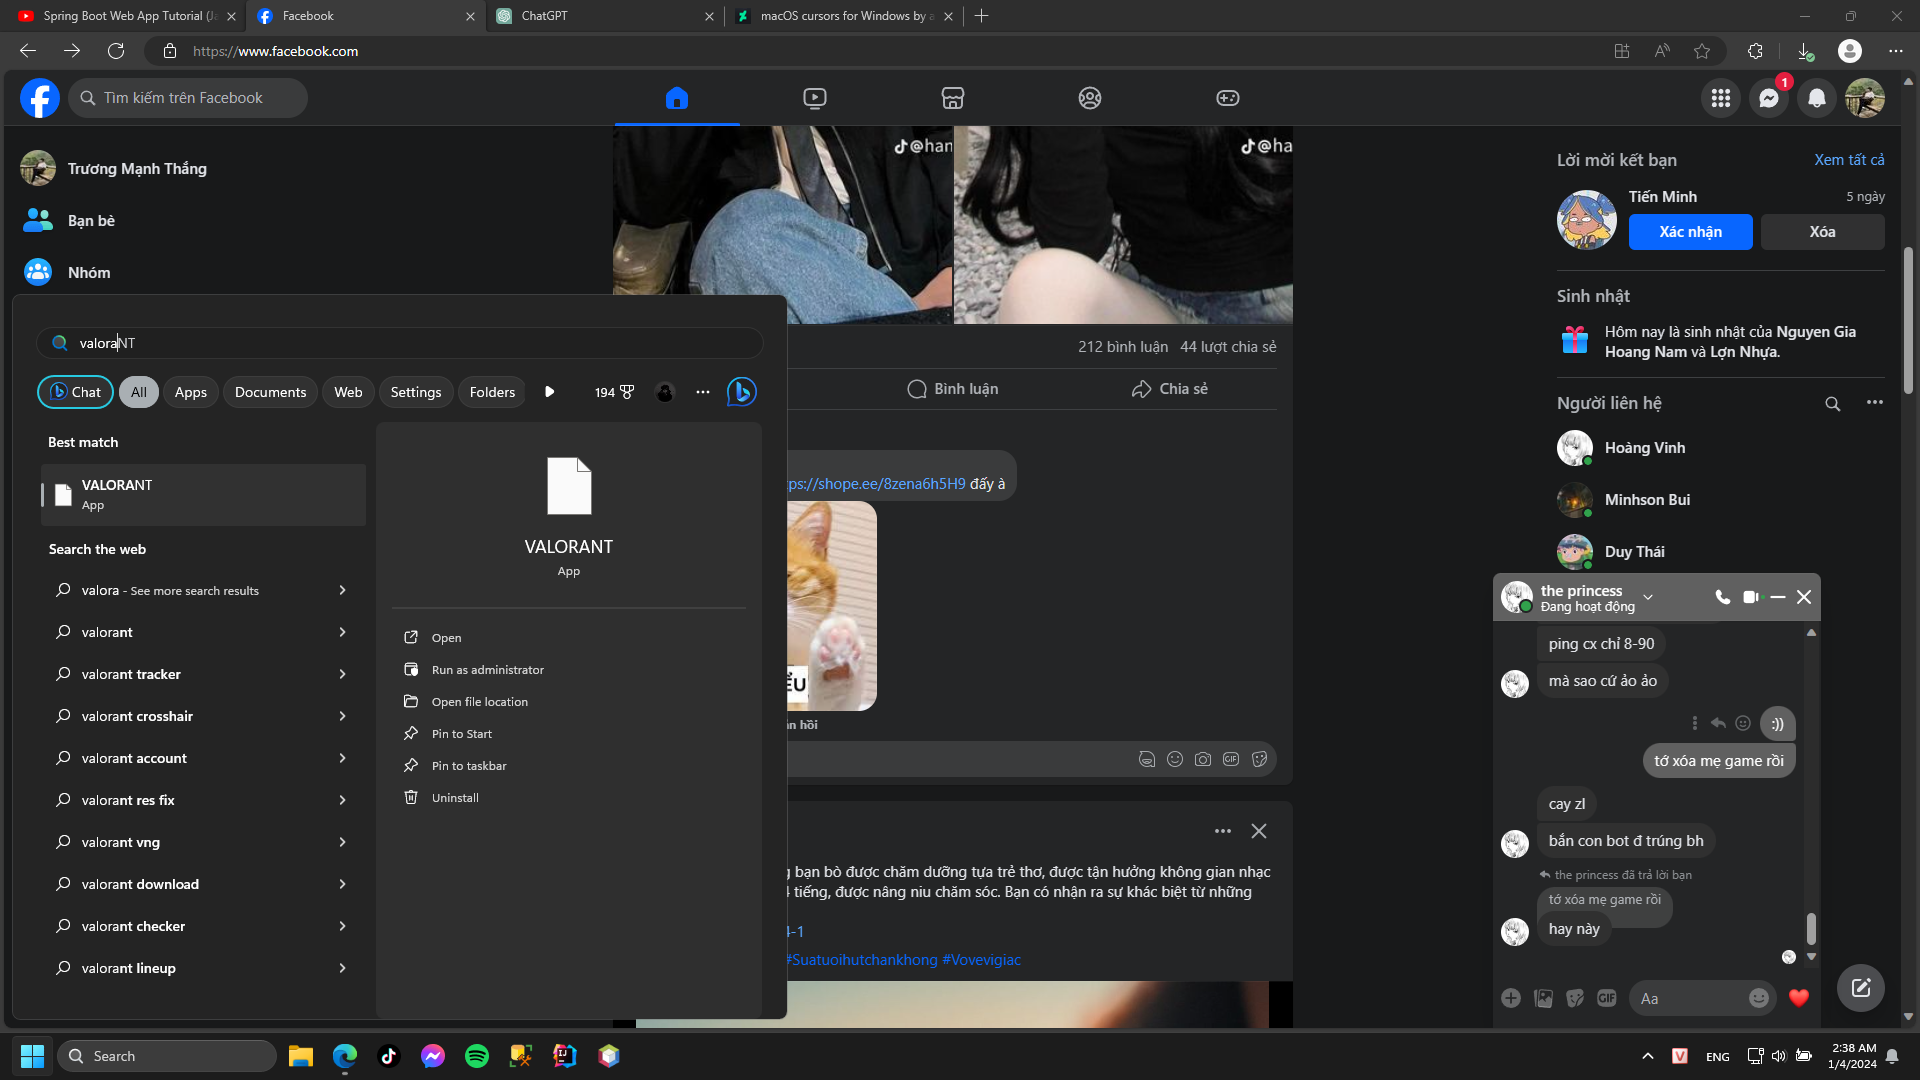 Spring Boot Web App Tutorial (Ja
Facebook
ChatGPT
macOS cursors for Windows by a
https://www.facebook.com
Tìm kiếm trên Facebook
1
Trương Mạnh Thắng
Bạn bè
Nhóm
@han
@ha
212 bình luận 44 lượt chia sẻ
Bình luận
Chia sẻ
ps://shope.ee/8zena6h5H9 đấy à
ỂU
ản hồi
GIF
g bạn bò được chăm dưỡng tựa trẻ thơ, được tận hưởng không gian nhạc
4 tiếng, được nâng niu chăm sóc. Bạn có nhận ra sự khác biệt từ những
4-1
#Suatuoihutchankhong #Vovevigiac
Lời mời kết bạn
Xem tất cả
Tiến Minh
5 ngày
Xác nhận
Xóa
Sinh nhật
Hôm nay là sinh nhật của Nguyen Gia
Hoang Nam và Lợn Nhựa.
Người liên hệ
Hoàng Vinh
Minhson Bui
Duy Thái
the princess
Đang hoạt động
ping cx chỉ 8-90
mà sao cứ ảo ảo
:))
tớ xóa mẹ game rồi
cay zl
bắn con bot đ trúng bh
the princess đã trả lời bạn
tớ xóa mẹ game rồi
hay này
GIF
Aa
valoraNT
Chat
All
Apps
Documents
Web
Settings
Folders
194
Best match
VALORANT
App
Search the web
valora - See more search results
valorant
valorant tracker
valorant crosshair
valorant account
valorant res fix
valorant vng
valorant download
valorant checker
valorant lineup
VALORANT
App
Open
Run as administrator
Open file location
Pin to Start
Pin to taskbar
Uninstall
Search
V
ENG
2:38 AM
1/4/2024